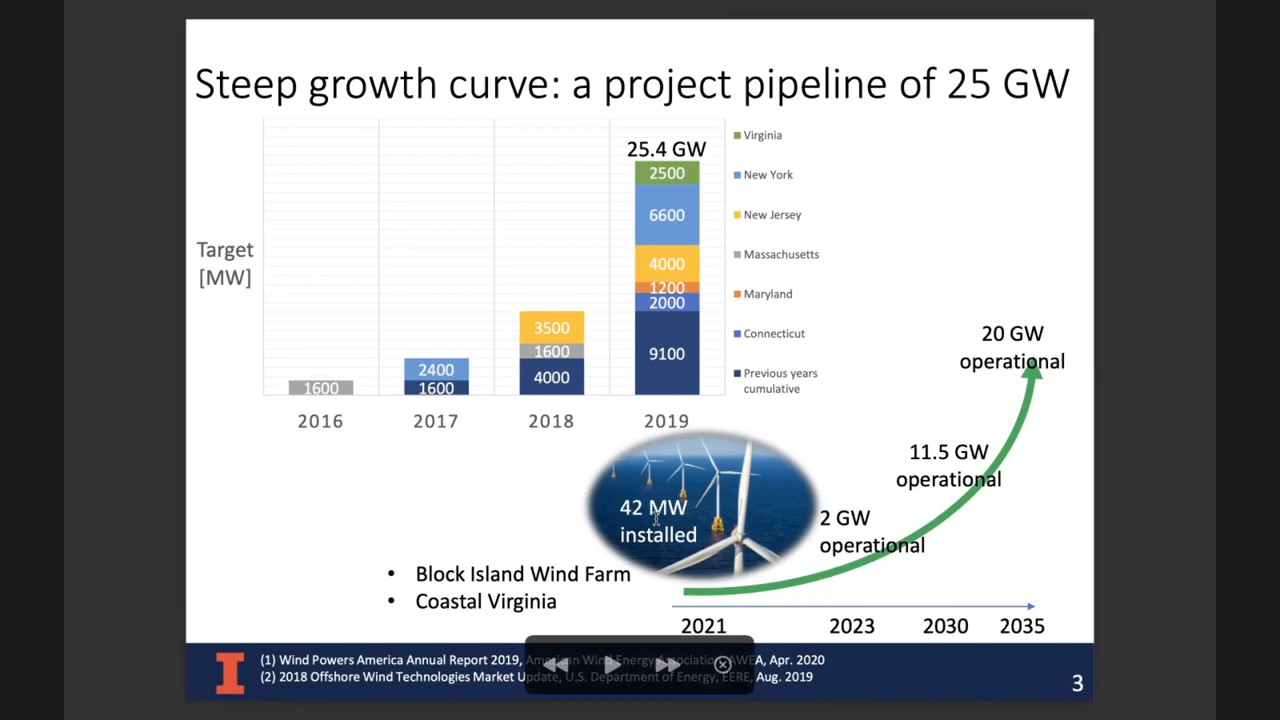 Steep growth curve: a project pipeline of 25 GW
25.4 GW
Target
[MW]
2500
6600
4000
1200
2000
9100
3500
1600
4000
2400
1600
1600
2016
2017
2018
2019
Virginia
New York
New Jersey
Massachusetts
Maryland
Connecticut
Previous years
cumulative
20 GW
operational
11.5 GW
operational
2 GW
operational
42 MW
installed
• Block Island Wind Farm
• Coastal Virginia
2021
2023
2030
2035
I
(1) Wind Powers America Annual Report 2019, American Wind Energy Association, AWEA, Apr. 2020
(2) 2018 Offshore Wind Technologies Market Update, U.S. Department of Energy, EERE, Aug. 2019
3